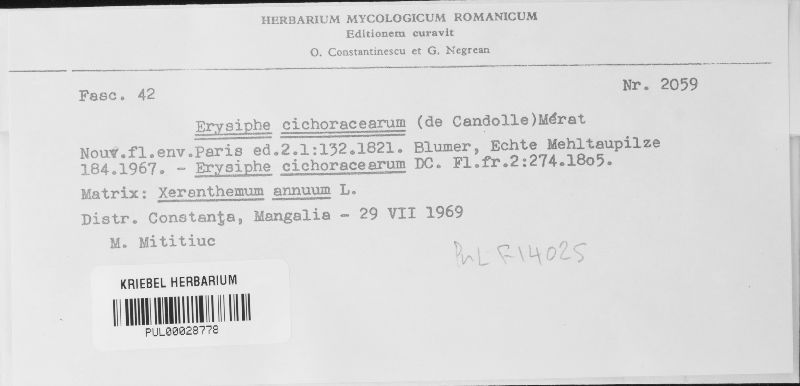 HERBARIUM MYCOLOGICUM ROMANICUM
Editionem curavit
O. Constantinescu et G. Negrean
Fasc. 42
Nr. 2059
Erysiphe cichoracearum (de Candolle)Mérat
Nouv.fl.env.Paris ed.2.1:132.1821. Blumer, Echte Mehltaupilze
184.1967. - Erysiphe cichoracearum DC. Fl.fr.2:274.18o5.
Matrix: Xeranthemum annuum L.
Distr. Constanţa, Mangalia - 29 VII 1969
M. Mititiuc
PuL F14025
KRIEBEL HERBARIUM
PUL00028778